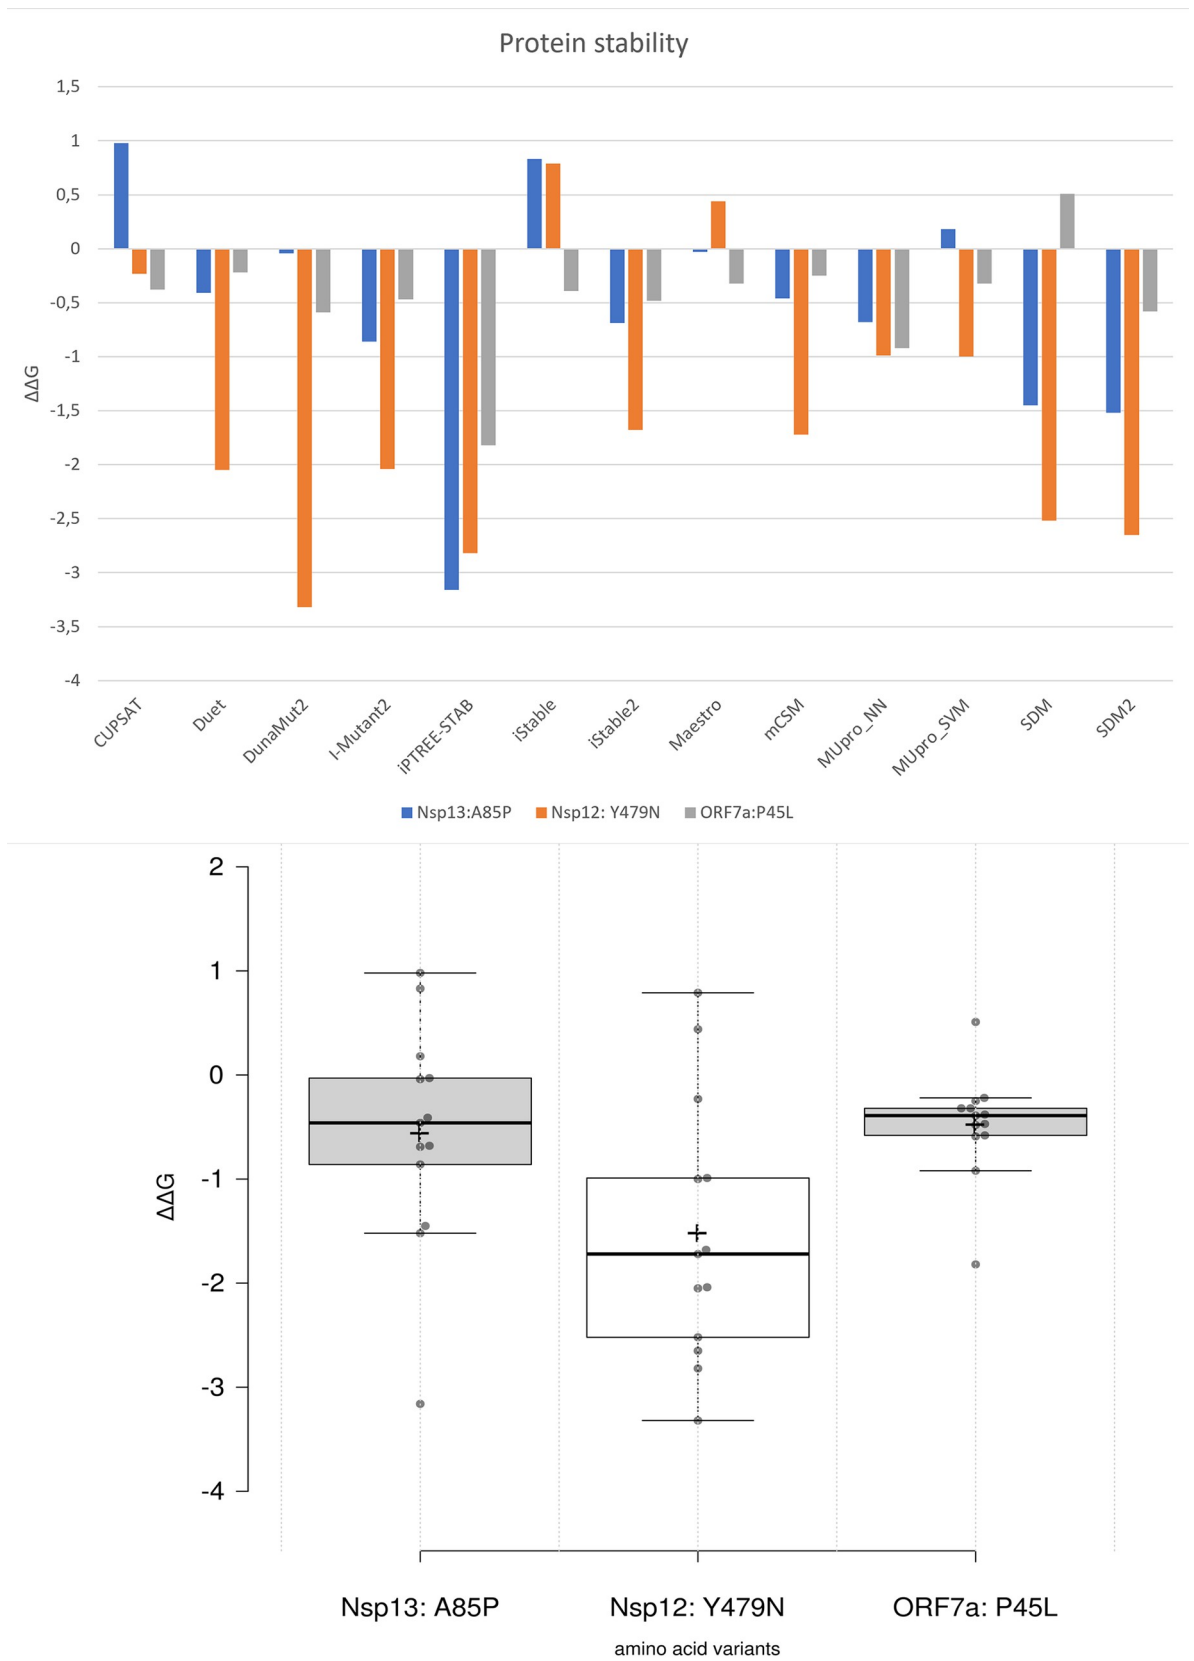 Protein stability
1,5
1
0,5
0
-0,5
-1
-1,5
-2
-2,5
-3
-3,5
-4
ΔΔG
CUPSAT
Duet
DunaMut2
I-Mutant2
iPTREE-STAB
iStable
iStable2
Maestro
mCSM
MUpro_NN
MUpro_SVM
SDM
SDM2
Nsp13:A85P Nsp12: Y479N ORF7a:P45L
2
1
0
-1
-2
-3
-4
ΔΔG
Nsp13: A85P Nsp12: Y479N ORF7a: P45L
amino acid variants